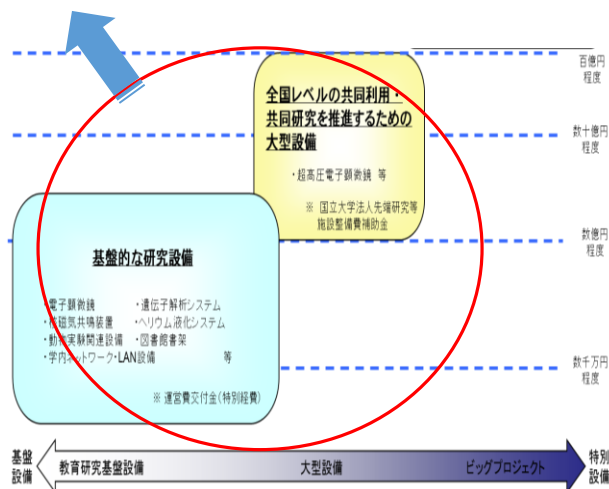 百億円
程度
全国レベルの共同利用・
共同研究を推進するための
大型設備
・超高圧電子顕微鏡 等
※ 国立大学法人先端研究等
施設整備費補助金
数十億円
程度
数億円
程度
基盤的な研究設備
・電子顕微鏡 ・遺伝子解析システム
・核磁気共鳴装置 ・ヘリウム液化システム
・動物実験関連設備 ・図書館書架
・学内ネットワーク・LAN設備 等
※ 運営費交付金(特別経費)
数千万円
程度
基盤
設備
教育研究基盤設備
大型設備
ビッグプロジェクト
特別
設備